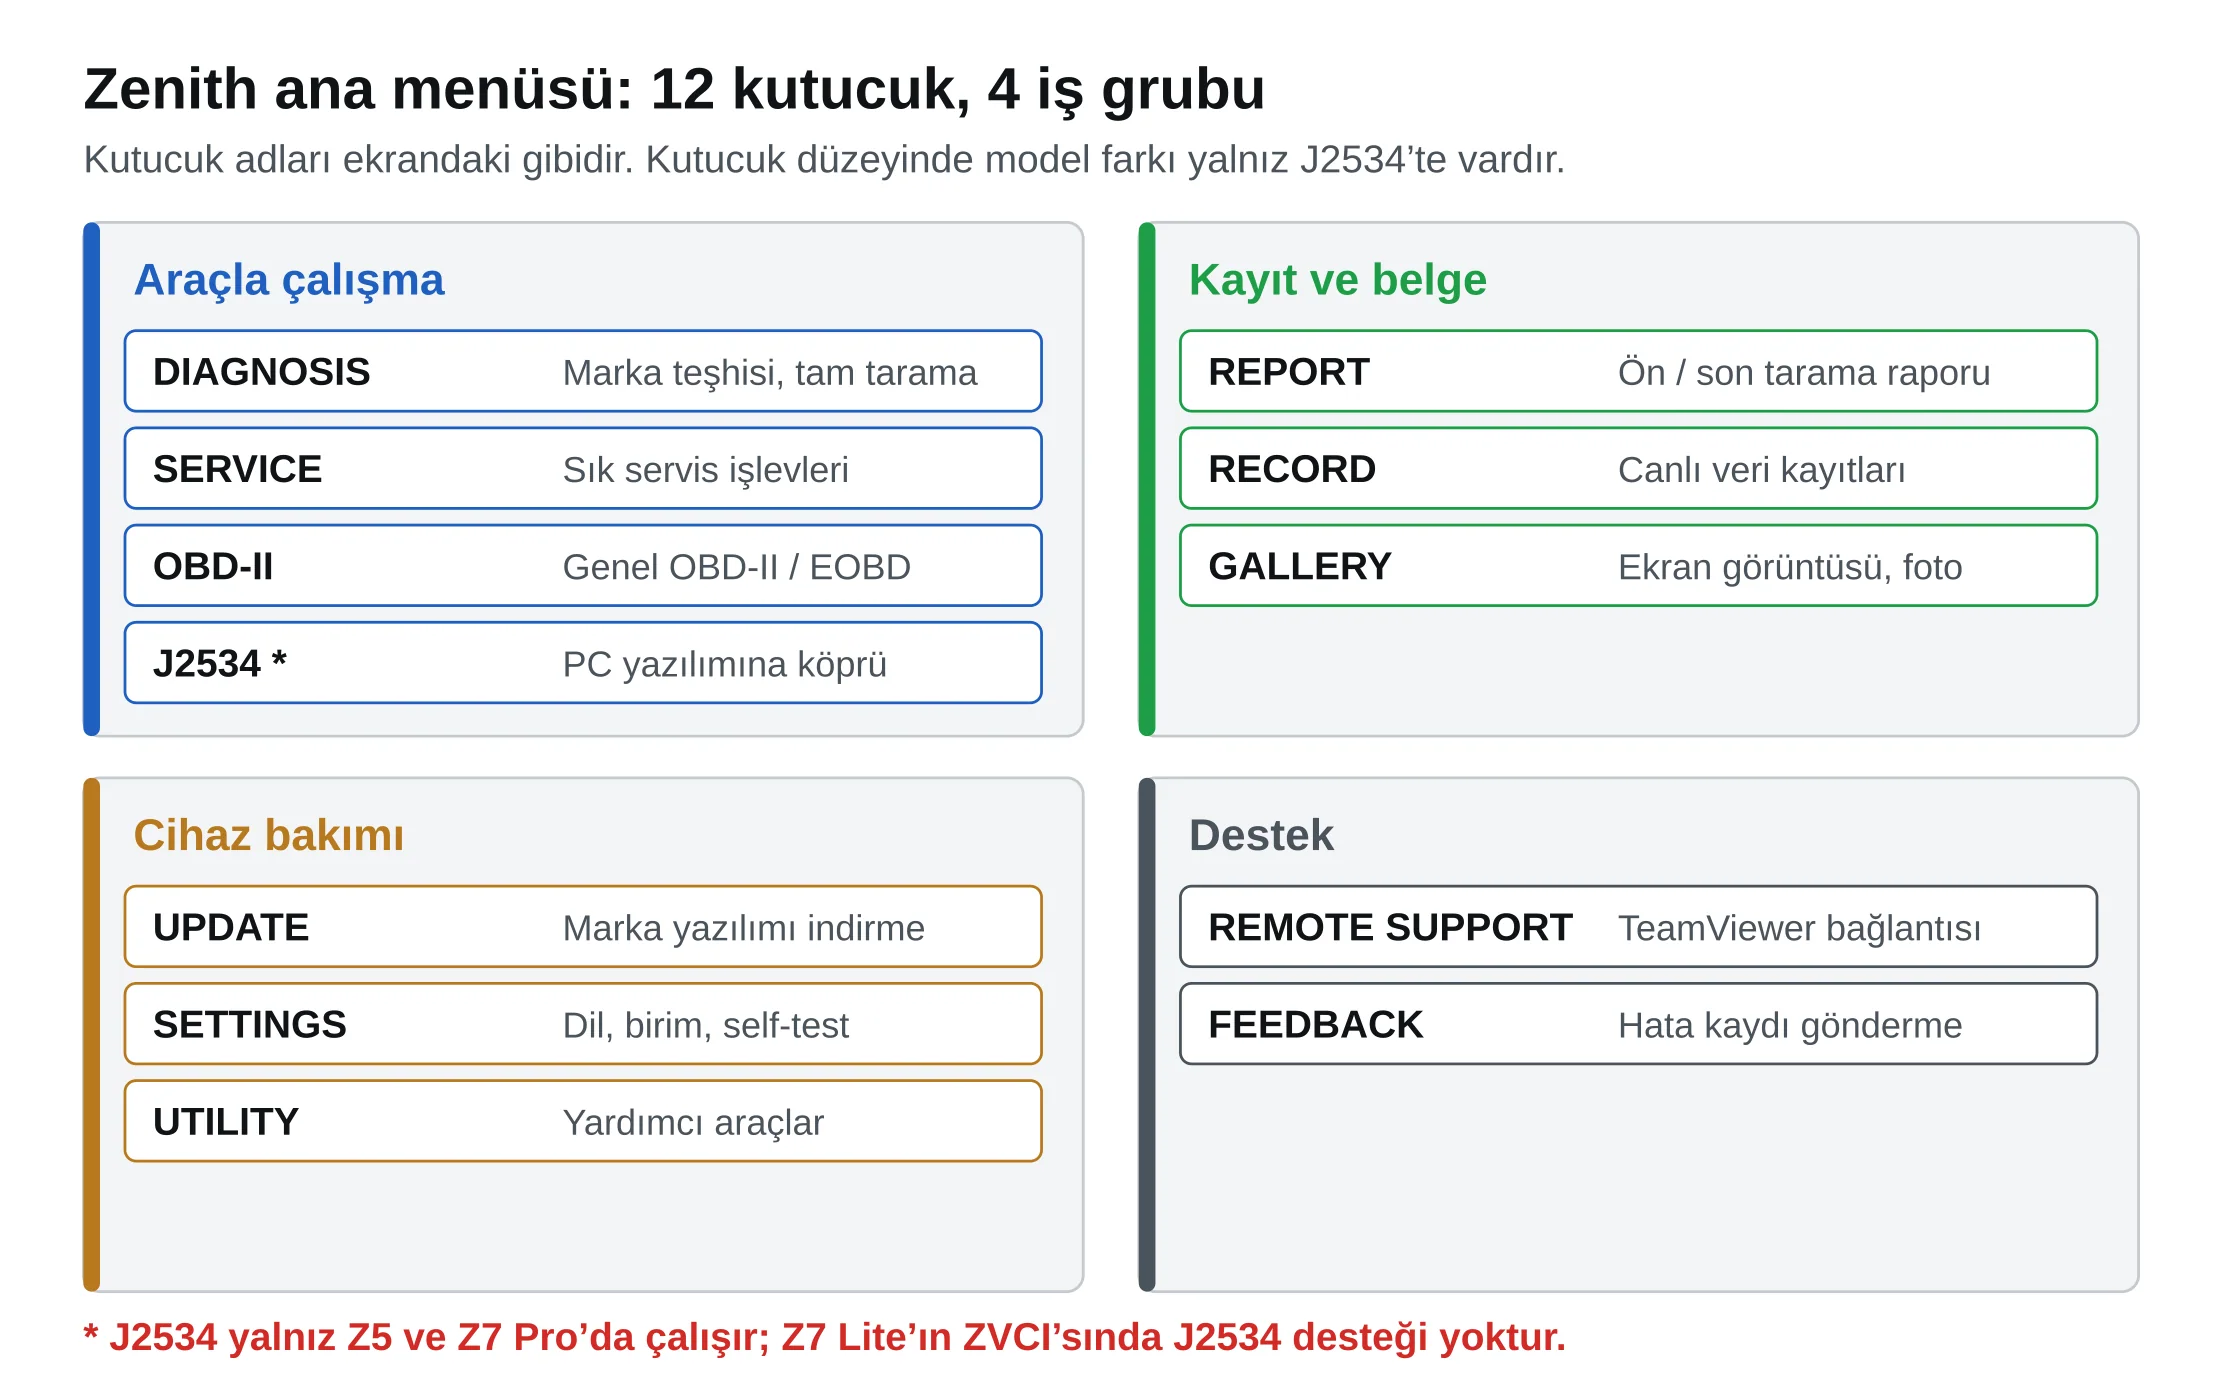 Zenith ana menüsü: 12 kutucuk, 4 iş grubu
Kutucuk adları ekrandaki gibidir. Kutucuk düzeyinde model farkı yalnız J2534’te vardır.
Araçla çalışma
DIAGNOSIS Marka teşhisi, tam tarama
SERVICE Sık servis işlevleri
OBD-II Genel OBD-II / EOBD
J2534 * PC yazılımına köprü
Kayıt ve belge
REPORT Ön / son tarama raporu
RECORD Canlı veri kayıtları
GALLERY Ekran görüntüsü, foto
Cihaz bakımı
UPDATE Marka yazılımı indirme
SETTINGS Dil, birim, self-test
UTILITY Yardımcı araçlar
Destek
REMOTE SUPPORT TeamViewer bağlantısı
FEEDBACK Hata kaydı gönderme
* J2534 yalnız Z5 ve Z7 Pro’da çalışır; Z7 Lite’ın ZVCI’sında J2534 desteği yoktur.